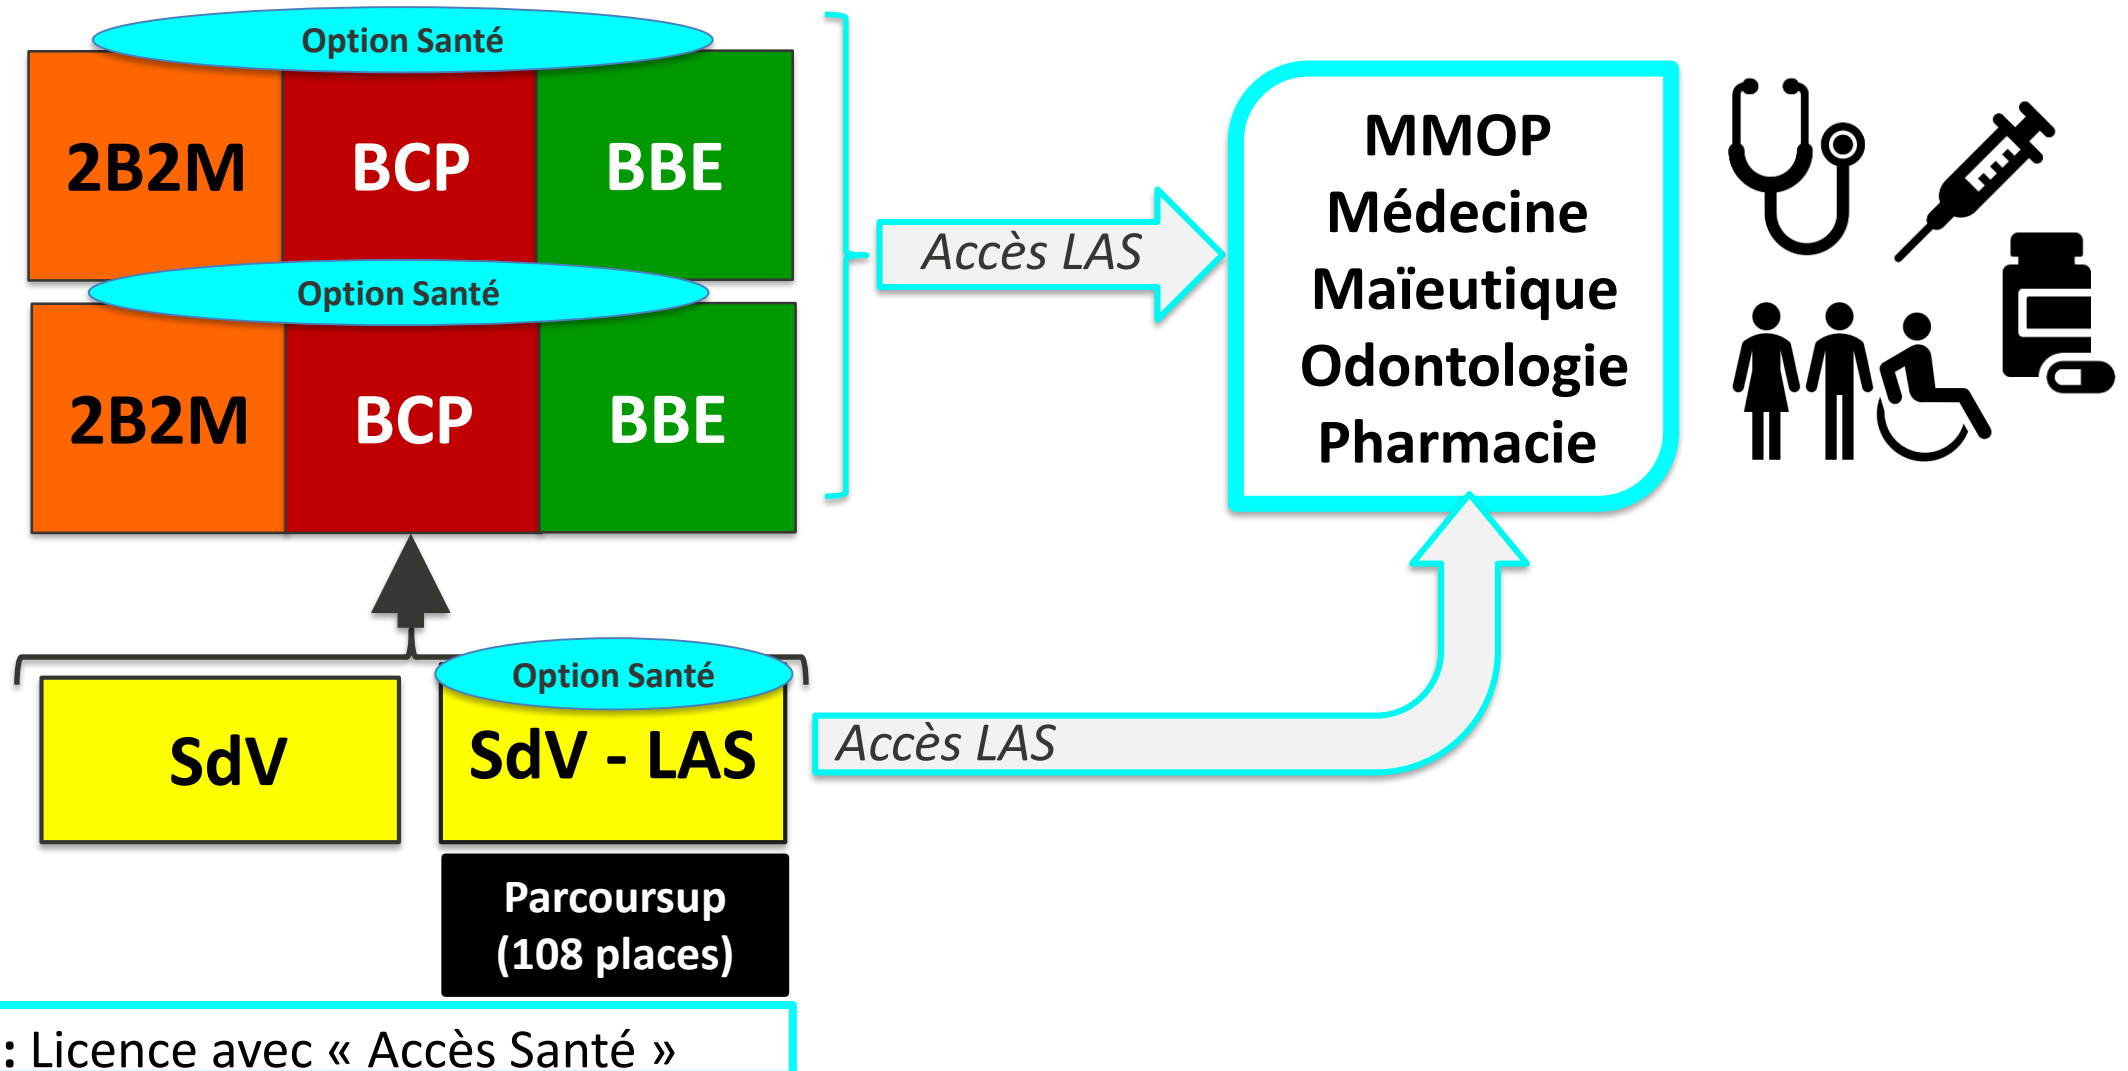 Option Santé
2B2M BCP BBE
Option Santé
2B2M BCP BBE
Accès LAS
MMOP
Médecine
Maïeutique
Odontologie
Pharmacie
Option Santé
SdV
SdV - LAS
Accès LAS
Parcoursup
(108 places)
: Licence avec « Accès Santé »